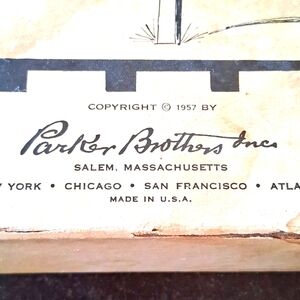 COPYRIGHT © 1957 BY
Parker Brothers Inc.
SALEM, MASSACHUSETTS
YORK • CHICAGO • SAN FRANCISCO • ATLA
MADE IN U.S.A.